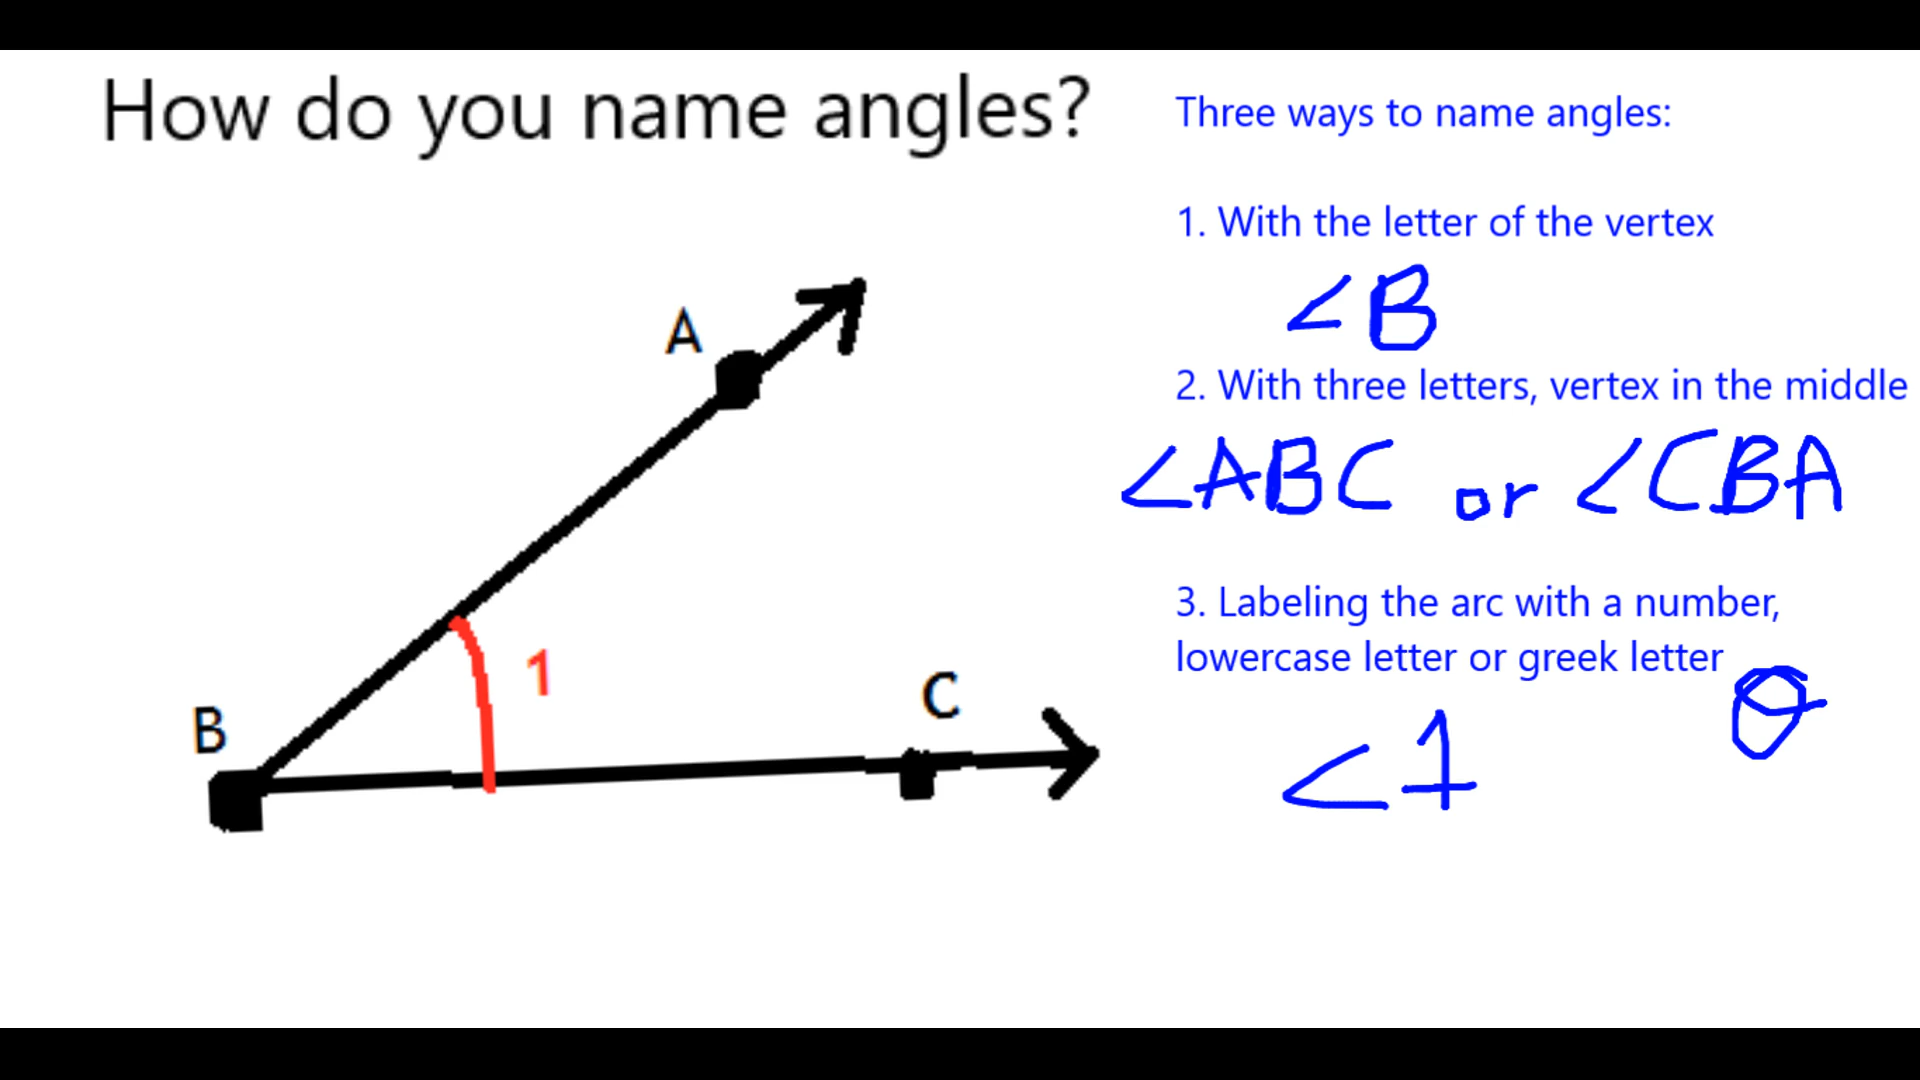 How do you name angles?
Three ways to name angles:
1. With the letter of the vertex
∠B
2. With three letters, vertex in the middle
∠ABC or ∠CBA
3. Labeling the arc with a number,
lowercase letter or greek letter
θ
∠1
A
B
C
1